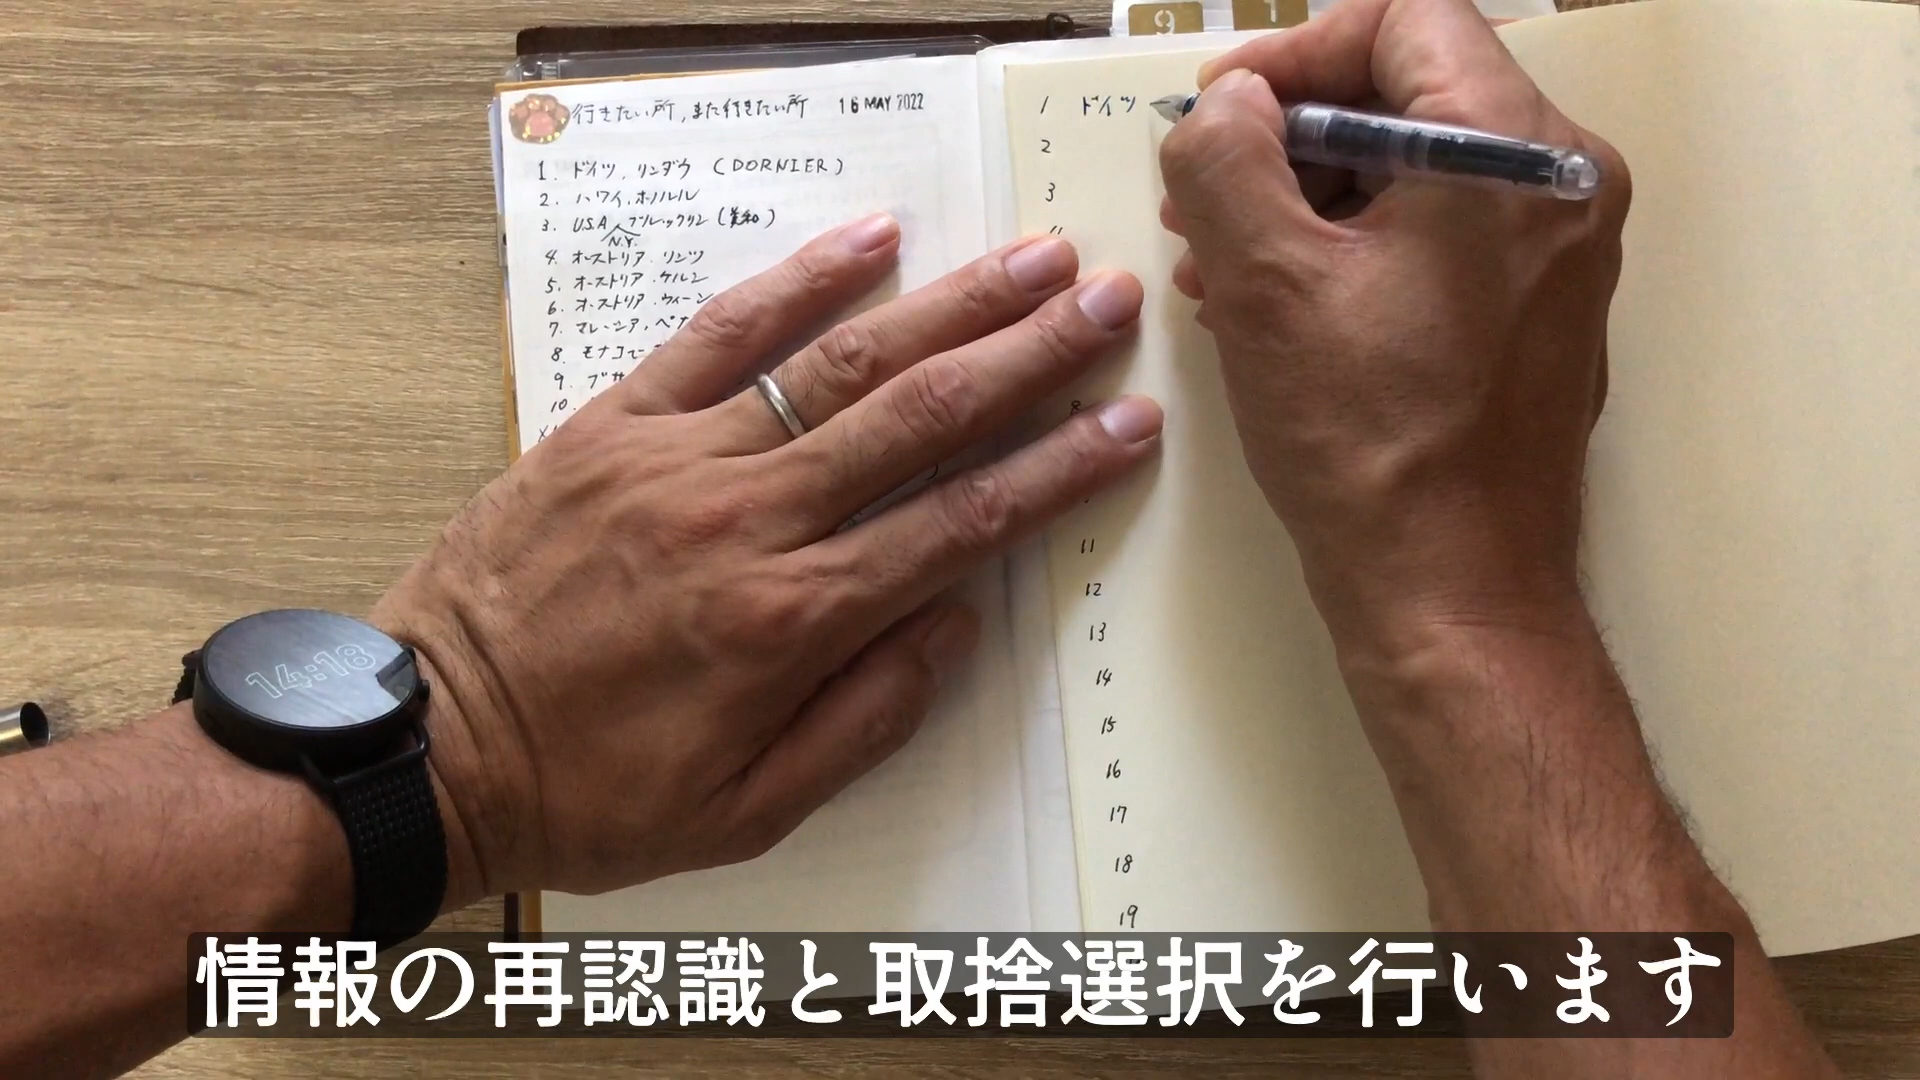 行きたい所,また行きたい所 16 MAY 2022
1. ドイツ.リンダウ (DORNIER)
2. ハワイ.ホノルル
3. U.S.A ブルックリン
N.Y.
4. オーストリア.リンツ
5. オーストリア.ケルン
6. オーストリア.ウィーン
7. マレーシア.ペナ
8. モナコ
9. ブサ
10.
1 ドイツ
2
3
8
11
12
13
14
15
16
17
18
19
14:18
情報の再認識と取捨選択を行います